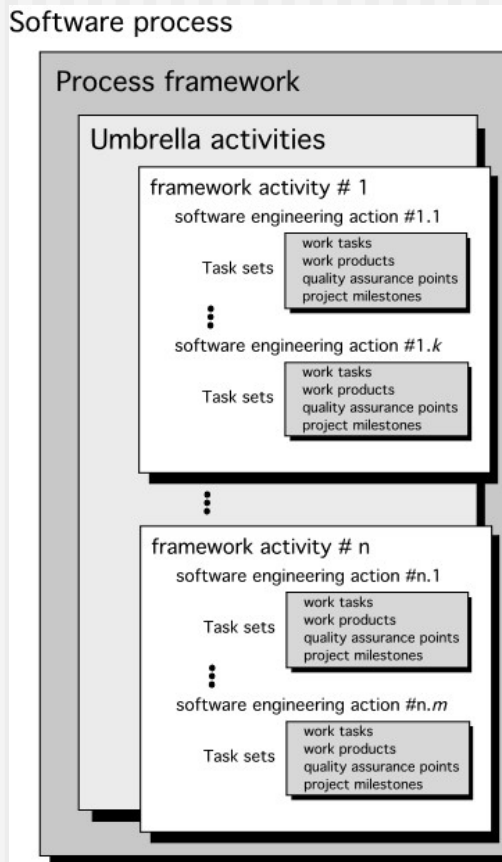 Software process
Process framework
Umbrella activities
framework activity # 1
software engineering action #1.1
Task sets
work tasks
work products
quality assurance points
project milestones
software engineering action #1.k
Task sets
work tasks
work products
quality assurance points
project milestones
framework activity # n
software engineering action #n.1
Task sets
work tasks
work products
quality assurance points
project milestones
software engineering action #n.m
Task sets
work tasks
work products
quality assurance points
project milestones